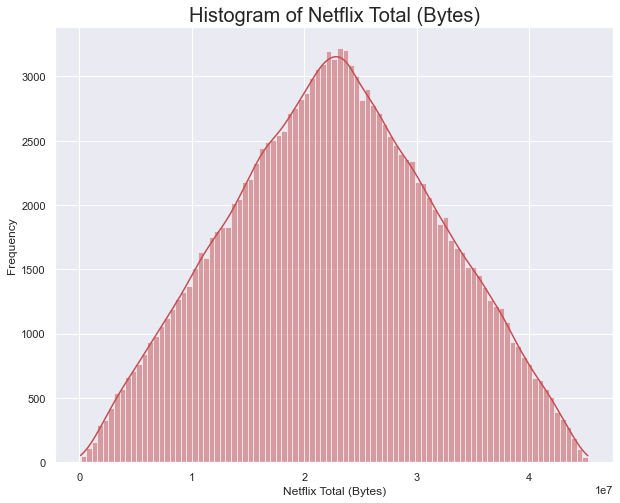 Histogram of Netflix Total (Bytes)
Frequency
3000
2500
2000
1500
1000
500
0
0 1 2 3 4
1e7
Netflix Total (Bytes)